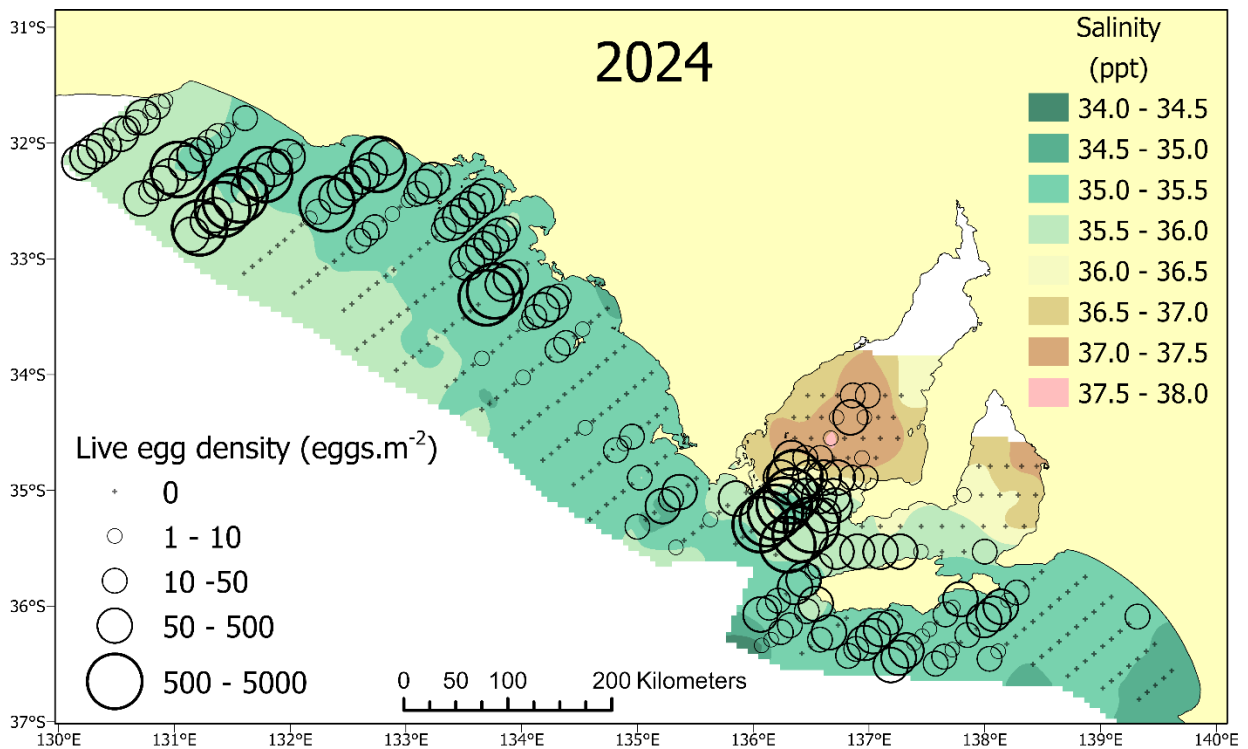 2024
Salinity
(ppt)
34.0 - 34.5
34.5 - 35.0
35.0 - 35.5
35.5 - 36.0
36.0 - 36.5
36.5 - 37.0
37.0 - 37.5
37.5 - 38.0
31°S
32°S
33°S
34°S
35°S
36°S
37°S
Live egg density (eggs.m⁻²)
0
1 - 10
10 -50
50 - 500
500 - 5000
0 50 100 200 Kilometers
130°E 131°E 132°E 133°E 134°E 135°E 136°E 137°E 138°E 139°E 140°E